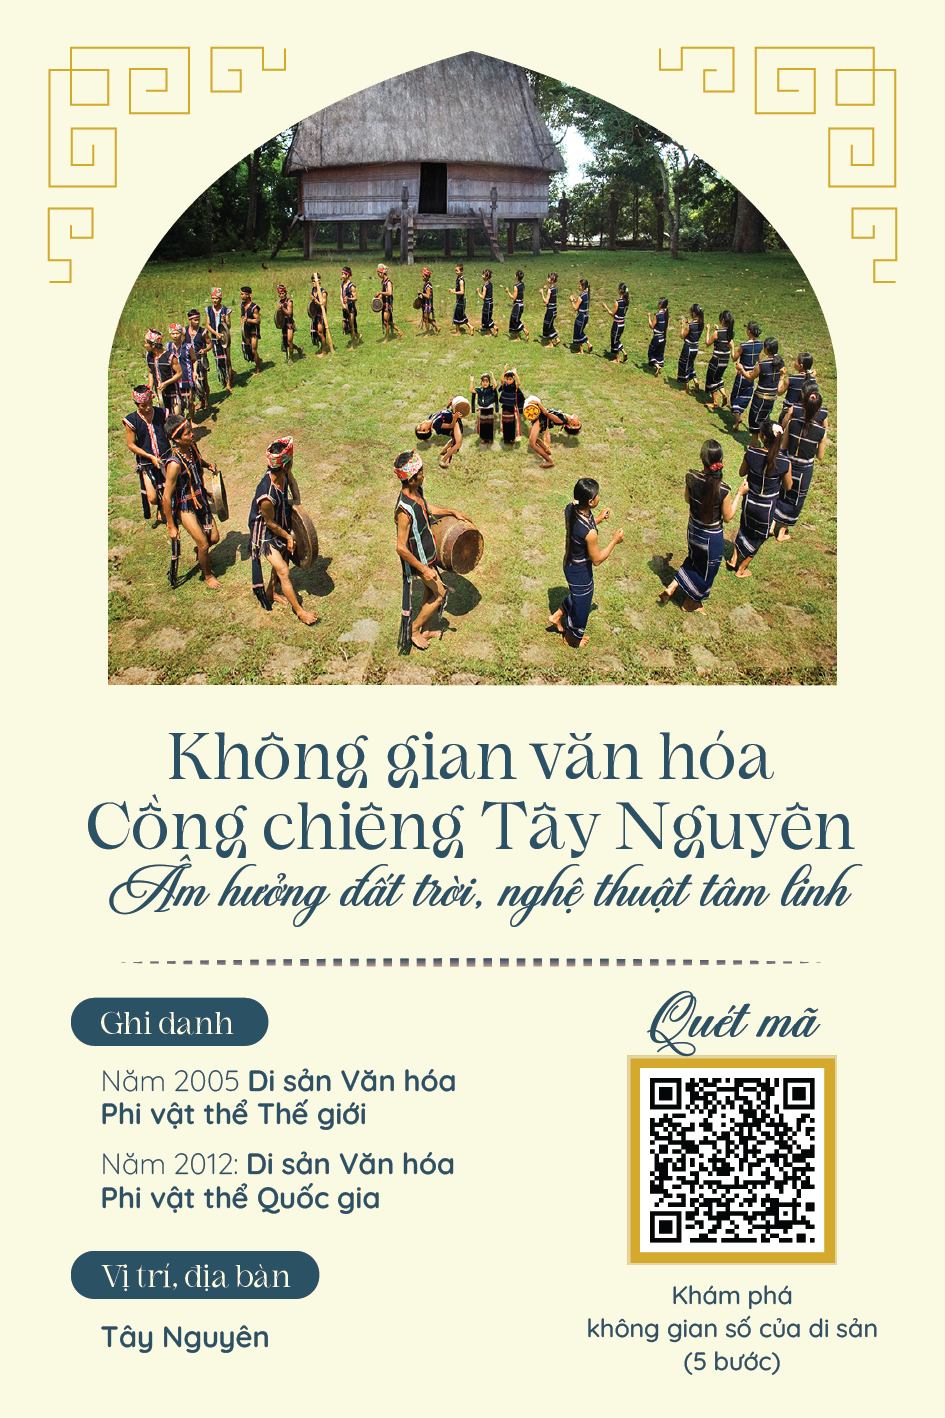 Không gian văn hóa
Cồng chiêng Tây Nguyên
Âm hưởng đất trời, nghệ thuật tâm linh
Ghi danh
Năm 2005 Di sản Văn hóa
Phi vật thể Thế giới
Năm 2012: Di sản Văn hóa
Phi vật thể Quốc gia
Vị trí, địa bàn
Tây Nguyên
Quét mã
Khám phá
không gian số của di sản
(5 bước)